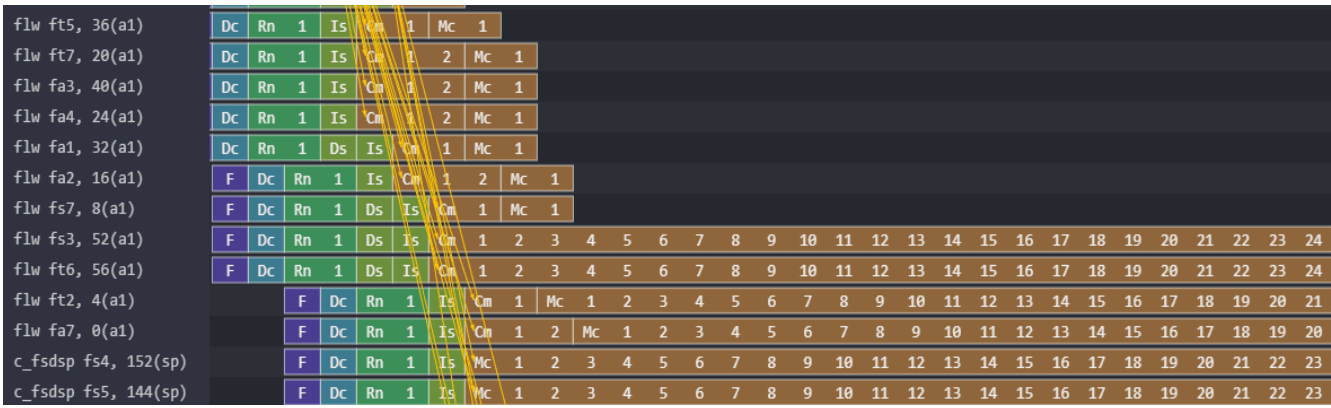 flw ft5, 36(a1) Dc Rn 1 Is Cm 1 Mc 1
flw ft7, 20(a1) Dc Rn 1 Is Cm 1 2 Mc 1
flw fa3, 40(a1) Dc Rn 1 Is Cm 1 2 Mc 1
flw fa4, 24(a1) Dc Rn 1 Is Cm 1 2 Mc 1
flw fa1, 32(a1) Dc Rn 1 Ds Is Cm 1 Mc 1
flw fa2, 16(a1) F Dc Rn 1 Is Cm 1 2 Mc 1
flw fs7, 8(a1) F Dc Rn 1 Ds Is Cm 1 Mc 1
flw fs3, 52(a1) F Dc Rn 1 Ds Is Cm 1 2 3 4 5 6 7 8 9 10 11 12 13 14 15 16 17 18 19 20 21 22 23 24
flw ft6, 56(a1) F Dc Rn 1 Ds Is Cm 1 2 3 4 5 6 7 8 9 10 11 12 13 14 15 16 17 18 19 20 21 22 23 24
flw ft2, 4(a1) F Dc Rn 1 Is Cm 1 Mc 1 2 3 4 5 6 7 8 9 10 11 12 13 14 15 16 17 18 19 20 21
flw fa7, 0(a1) F Dc Rn 1 Is Cm 1 2 Mc 1 2 3 4 5 6 7 8 9 10 11 12 13 14 15 16 17 18 19 20
c_fsdsp fs4, 152(sp) F Dc Rn 1 Is Mc 1 2 3 4 5 6 7 8 9 10 11 12 13 14 15 16 17 18 19 20 21 22 23
c_fsdsp fs5, 144(sp) F Dc Rn 1 Is Mc 1 2 3 4 5 6 7 8 9 10 11 12 13 14 15 16 17 18 19 20 21 22 23